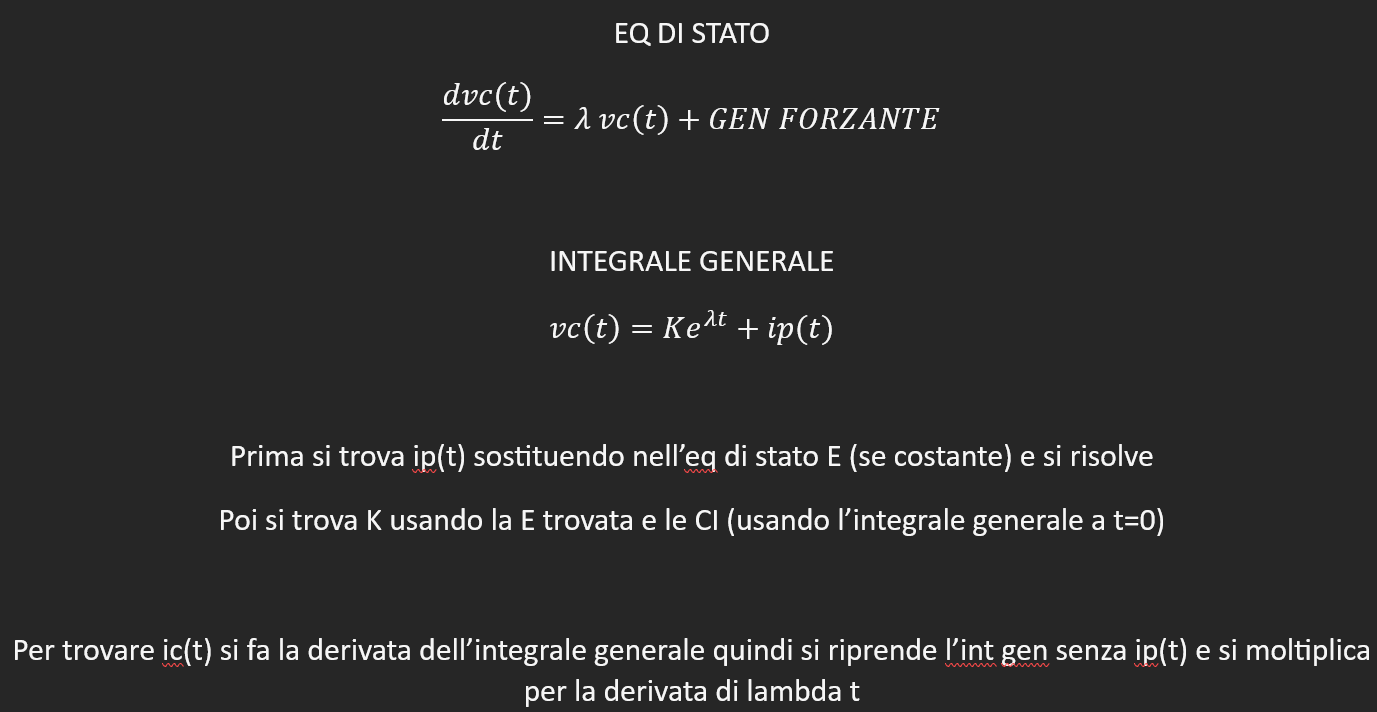 EQ DI STATO
dvc(t)
dt
= λ vc(t) + GEN FORZANTE
INTEGRALE GENERALE
vc(t) = Ke^λt + ip(t)
Prima si trova ip(t) sostituendo nell’eq di stato E (se costante) e si risolve
Poi si trova K usando la E trovata e le CI (usando l’integrale generale a t=0)
Per trovare ic(t) si fa la derivata dell’integrale generale quindi si riprende l’int gen senza ip(t) e si moltiplica
per la derivata di lambda t